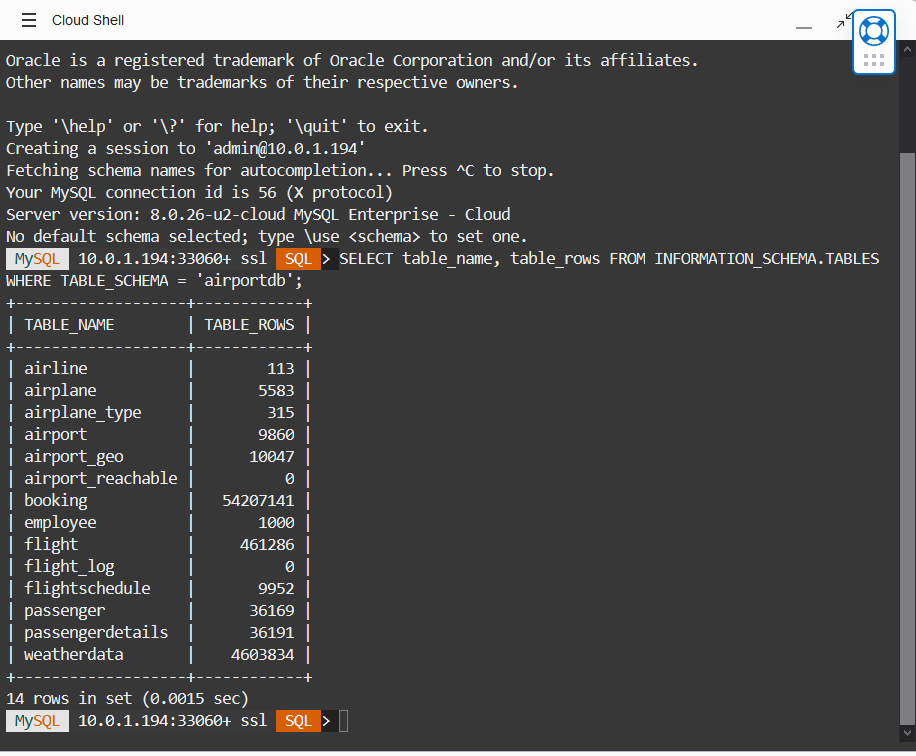 Cloud Shell
Oracle is a registered trademark of Oracle Corporation and/or its affiliates.
Other names may be trademarks of their respective owners.
Type '\help' or '\?' for help; '\quit' to exit.
Creating a session to 'admin@10.0.1.194'
Fetching schema names for autocompletion... Press ^C to stop.
Your MySQL connection id is 56 (X protocol)
Server version: 8.0.26-u2-cloud MySQL Enterprise - Cloud
No default schema selected; type \use <schema> to set one.
MySQL 10.0.1.194:33060+ ssl SQL > SELECT table_name, table_rows FROM INFORMATION_SCHEMA.TABLES
WHERE TABLE_SCHEMA = 'airportdb';
+-------------------+------------+
| TABLE_NAME        | TABLE_ROWS |
+-------------------+------------+
| airline           |        113 |
| airplane          |       5583 |
| airplane_type     |        315 |
| airport           |       9860 |
| airport_geo       |      10047 |
| airport_reachable |          0 |
| booking           |   54207141 |
| employee          |       1000 |
| flight            |     461286 |
| flight_log        |          0 |
| flightschedule    |       9952 |
| passenger         |      36169 |
| passengerdetails  |      36191 |
| weatherdata       |    4603834 |
+-------------------+------------+
14 rows in set (0.0015 sec)
MySQL 10.0.1.194:33060+ ssl SQL >